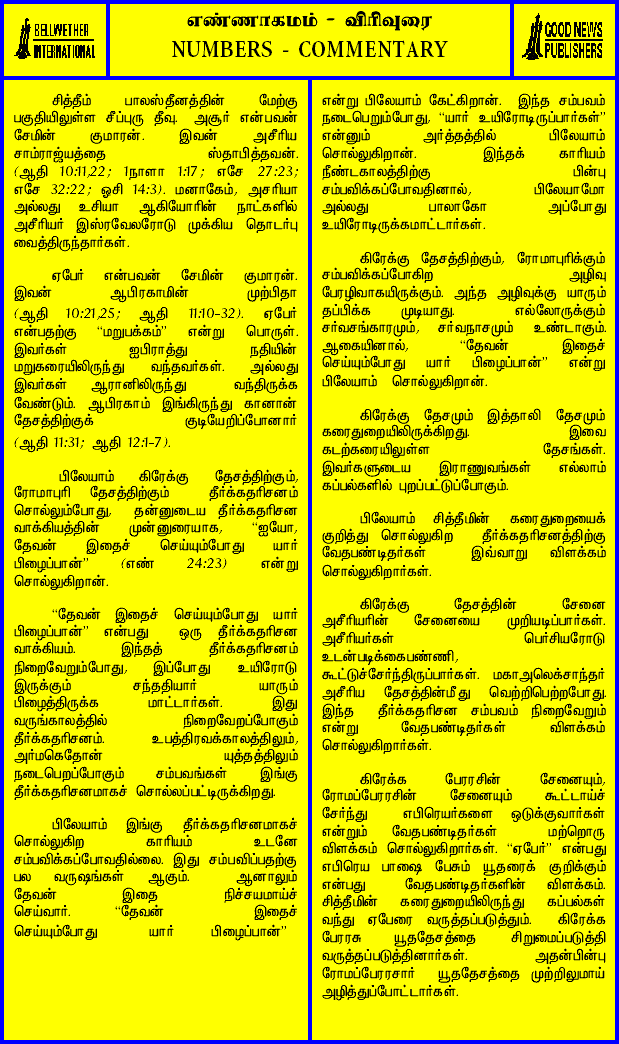 எண்ணாகமம் - விரிவுரை
BELLWETHER
INTERNATIONAL
NUMBERS - COMMENTARY
GOOD NEWS
PUBLISHERS
சித்தீம் பாலஸ்தீனத்தின் மேற்கு
பகுதியிலுள்ள சீப்புரு தீவு. அசூர் என்பவன்
சேமின் குமாரன். இவன் அசீரிய
சாம்ராஜ்யத்தை ஸ்தாபித்தவன்.
(ஆதி 10:11,22; 1நாளா 1:17; எசே 27:23;
எசே 32:22; ஓசி 14:3). மனாகேம், அசரியா
அல்லது உசியா ஆகியோரின் நாட்களில்
அசீரியர் இஸ்ரவேலரோடு முக்கிய தொடர்பு
வைத்திருந்தார்கள்.
ஏபேர் என்பவன் சேமின் குமாரன்.
இவன் ஆபிரகாமின் முற்பிதா
(ஆதி 10:21,25; ஆதி 11:10-32). ஏபேர்
என்பதற்கு “மறுபக்கம்” என்று பொருள்.
இவர்கள் ஐபிராத்து நதியின்
மறுகரையிலிருந்து வந்தவர்கள். அல்லது
இவர்கள் ஆரானிலிருந்து வந்திருக்க
வேண்டும். ஆபிரகாம் இங்கிருந்து கானான்
தேசத்திற்குக் குடியேறிப்போனார்
(ஆதி 11:31; ஆதி 12:1-7).
பிலேயாம் கிரேக்கு தேசத்திற்கும்,
ரோமாபுரி தேசத்திற்கும் தீர்க்கதரிசனம்
சொல்லும்போது, தன்னுடைய தீர்க்கதரிசன
வாக்கியத்தின் முன்னுரையாக, “ஐயோ,
தேவன் இதைச் செய்யும்போது யார்
பிழைப்பான்” (எண் 24:23) என்று
சொல்லுகிறான்.
“தேவன் இதைச் செய்யும்போது யார்
பிழைப்பான்” என்பது ஒரு தீர்க்கதரிசன
வாக்கியம். இந்தத் தீர்க்கதரிசனம்
நிறைவேறும்போது, இப்போது உயிரோடு
இருக்கும் சந்ததியார் யாரும்
பிழைத்திருக்க மாட்டார்கள். இது
வருங்காலத்தில் நிறைவேறப்போகும்
தீர்க்கதரிசனம். உபத்திரவக்காலத்திலும்,
அர்மகெதோன் யுத்தத்திலும்
நடைபெறப்போகும் சம்பவங்கள் இங்கு
தீர்க்கதரிசனமாகச் சொல்லப்பட்டிருக்கிறது.
பிலேயாம் இங்கு தீர்க்கதரிசனமாகச்
சொல்லுகிற காரியம் உடனே
சம்பவிக்கப்போவதில்லை. இது சம்பவிப்பதற்கு
பல வருஷங்கள் ஆகும். ஆனாலும்
தேவன் இதை நிச்சயமாய்ச்
செய்வார். “தேவன் இதைச்
செய்யும்போது யார் பிழைப்பான்”
என்று பிலேயாம் கேட்கிறான். இந்த சம்பவம்
நடைபெறும்போது, “யார் உயிரோடிருப்பார்கள்”
என்னும் அர்த்தத்தில் பிலேயாம்
சொல்லுகிறான். இந்தக் காரியம்
நீண்டகாலத்திற்கு பின்பு
சம்பவிக்கப்போவதினால், பிலேயாமோ
அல்லது பாலாகோ அப்போது
உயிரோடிருக்கமாட்டார்கள்.
கிரேக்கு தேசத்திற்கும், ரோமாபுரிக்கும்
சம்பவிக்கப்போகிற அழிவு
பேரழிவாகயிருக்கும். அந்த அழிவுக்கு யாரும்
தப்பிக்க முடியாது. எல்லோருக்கும்
சர்வசங்காரமும், சர்வநாசமும் உண்டாகும்.
ஆகையினால், “தேவன் இதைச்
செய்யும்போது யார் பிழைப்பான்” என்று
பிலேயாம் சொல்லுகிறான்.
கிரேக்கு தேசமும் இத்தாலி தேசமும்
கரைதுறையிலிருக்கிறது. இவை
கடற்கரையிலுள்ள தேசங்கள்.
இவர்களுடைய இராணுவங்கள் எல்லாம்
கப்பல்களில் புறப்பட்டுப்போகும்.
பிலேயாம் சித்தீமின் கரைதுறையைக்
குறித்து சொல்லுகிற தீர்க்கதரிசனத்திற்கு
வேதபண்டிதர்கள் இவ்வாறு விளக்கம்
சொல்லுகிறார்கள்.
கிரேக்கு தேசத்தின் சேனை
அசீரியரின் சேனையை முறியடிப்பார்கள்.
அசீரியர்கள் பெர்சியரோடு
உடன்படிக்கைபண்ணி,
கூட்டுச்சேர்ந்திருப்பார்கள். மகாஅலெக்சாந்தர்
அசீரிய தேசத்தின்மீது வெற்றிபெற்றபோது.
இந்த தீர்க்கதரிசன சம்பவம் நிறைவேறும்
என்று வேதபண்டிதர்கள் விளக்கம்
சொல்லுகிறார்கள்.
கிரேக்க பேரரசின் சேனையும்,
ரோமப்பேரரசின் சேனையும் கூட்டாய்ச்
சேர்ந்து எபிரெயர்களை ஒடுக்குவார்கள்
என்றும் வேதபண்டிதர்கள் மற்றொரு
விளக்கம் சொல்லுகிறார்கள். “ஏபேர்” என்பது
எபிரெய பாஷை பேசும் யூதரைக் குறிக்கும்
என்பது வேதபண்டிதர்களின் விளக்கம்.
சித்தீமின் கரைதுறையிலிருந்து கப்பல்கள்
வந்து ஏபேரை வருத்தப்படுத்தும். கிரேக்க
பேரரசு யூததேசத்தை சிறுமைப்படுத்தி
வருத்தப்படுத்தினார்கள். அதன்பின்பு
ரோமப்பேரரசார் யூததேசத்தை முற்றிலுமாய்
அழித்துப்போட்டார்கள்.